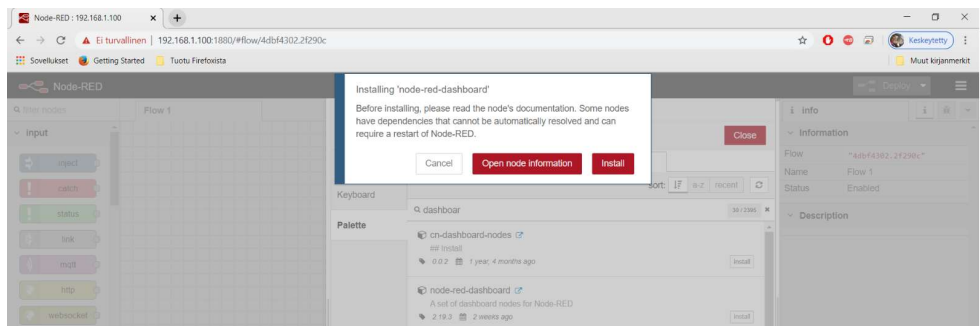 Node-RED : 192.168.1.100
Ei turvallinen | 192.168.1.100:1880/#flow/4dbf4302.2f290c
Keskeytetty
Sovellukset Getting Started Tuotu Firefoxista
Muut kirjanmerkit
Node-RED
Deploy
Installing 'node-red-dashboard'
Before installing, please read the node's documentation. Some nodes
have dependencies that cannot be automatically resolved and can
require a restart of Node-RED.
Cancel Open node information Install
filter nodes
Flow 1
Close
info
input
inject
catch
status
link
mqtt
http
websocket
Keyboard
Palette
sort: a-z recent
dashboar
cn-dashboard-nodes
## Install
0.0.2 1 year, 4 months ago
install
node-red-dashboard
A set of dashboard nodes for Node-RED
2.19.3 2 weeks ago
install
Information
Flow "4dbf4302.2f290c"
Name Flow 1
Status Enabled
Description